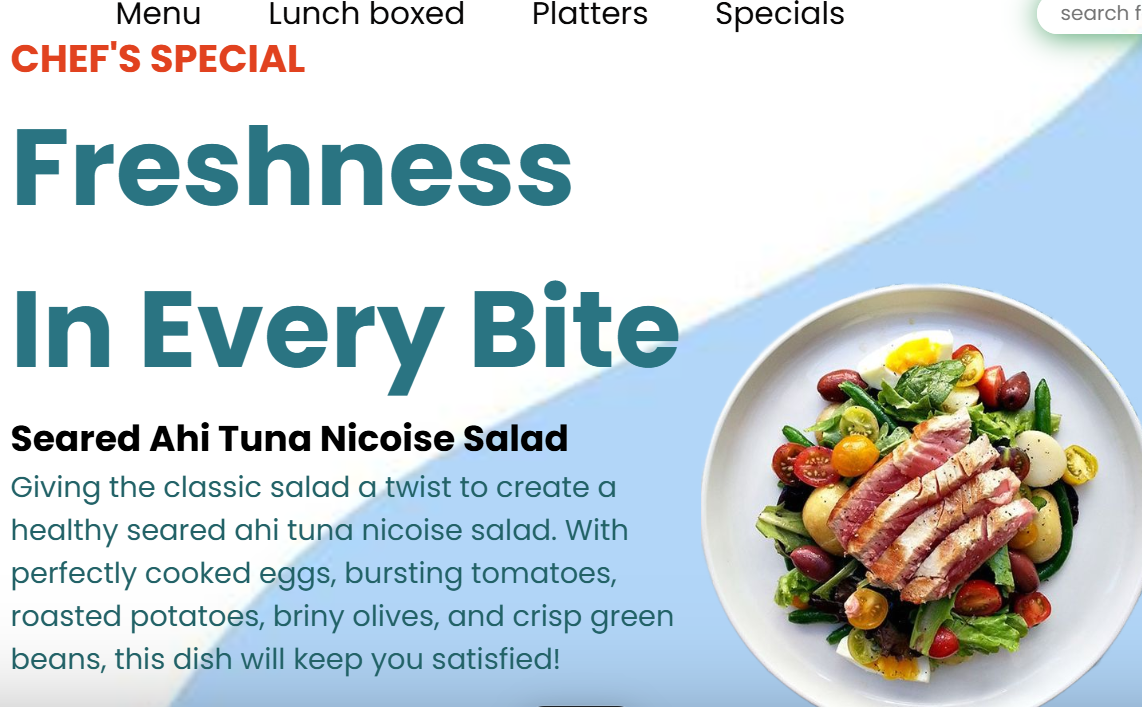 Menu Lunch boxed Platters Specials search f
CHEF'S SPECIAL
Freshness
In Every Bite
Seared Ahi Tuna Nicoise Salad
Giving the classic salad a twist to create a
healthy seared ahi tuna nicoise salad. With
perfectly cooked eggs, bursting tomatoes,
roasted potatoes, briny olives, and crisp green
beans, this dish will keep you satisfied!